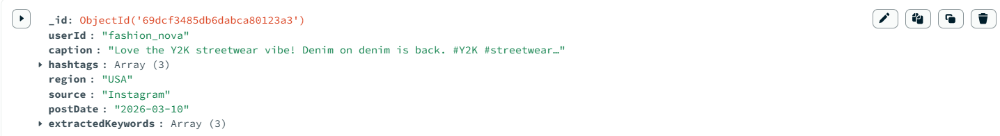 _id: ObjectId('69dcf3485db6dabca80123a3')
userId : "fashion_nova"
caption : "Love the Y2K streetwear vibe! Denim on denim is back. #Y2K #streetwear…"
hashtags : Array (3)
region : "USA"
source : "Instagram"
postDate : "2026-03-10"
extractedKeywords : Array (3)